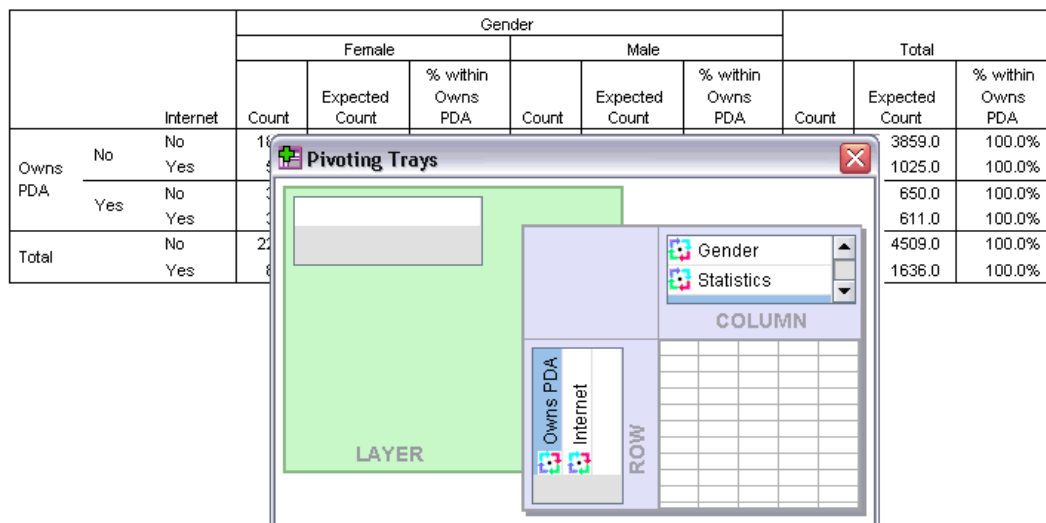 Gender
Female Male Total
Internet Count Expected Count % within Owns PDA Count Expected Count % within Owns PDA Count Expected Count % within Owns PDA
Owns PDA No No 3859.0 100.0%
Yes 1025.0 100.0%
Yes No 650.0 100.0%
Yes 611.0 100.0%
Total No 4509.0 100.0%
Yes 1636.0 100.0%
Pivoting Trays
Gender
Statistics
COLUMN
Owns PDA
Internet
ROW
LAYER